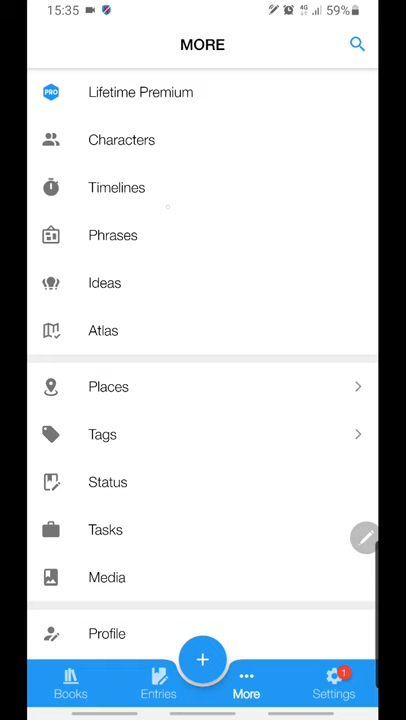 15:35 4G 59%
MORE
PRO Lifetime Premium
Characters
Timelines
Phrases
Ideas
Atlas
Places
Tags
Status
Tasks
Media
Profile
+
1
Books Entries More Settings